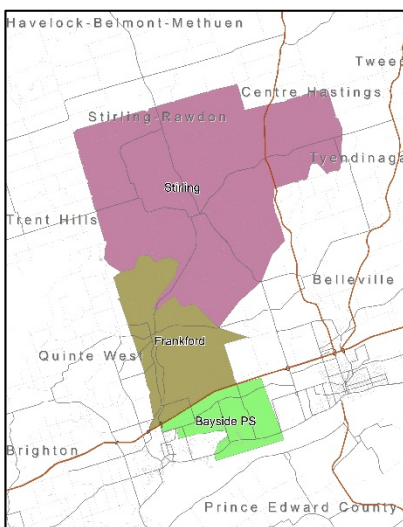 Havelock-Belmont-Methuen
Tweed
Centre Hastings
Stirling-Rawdon
Tyendinaga
Stirling
Trent Hills
Belleville
Frankford
Quinte West
Bayside PS
Brighton
Prince Edward County